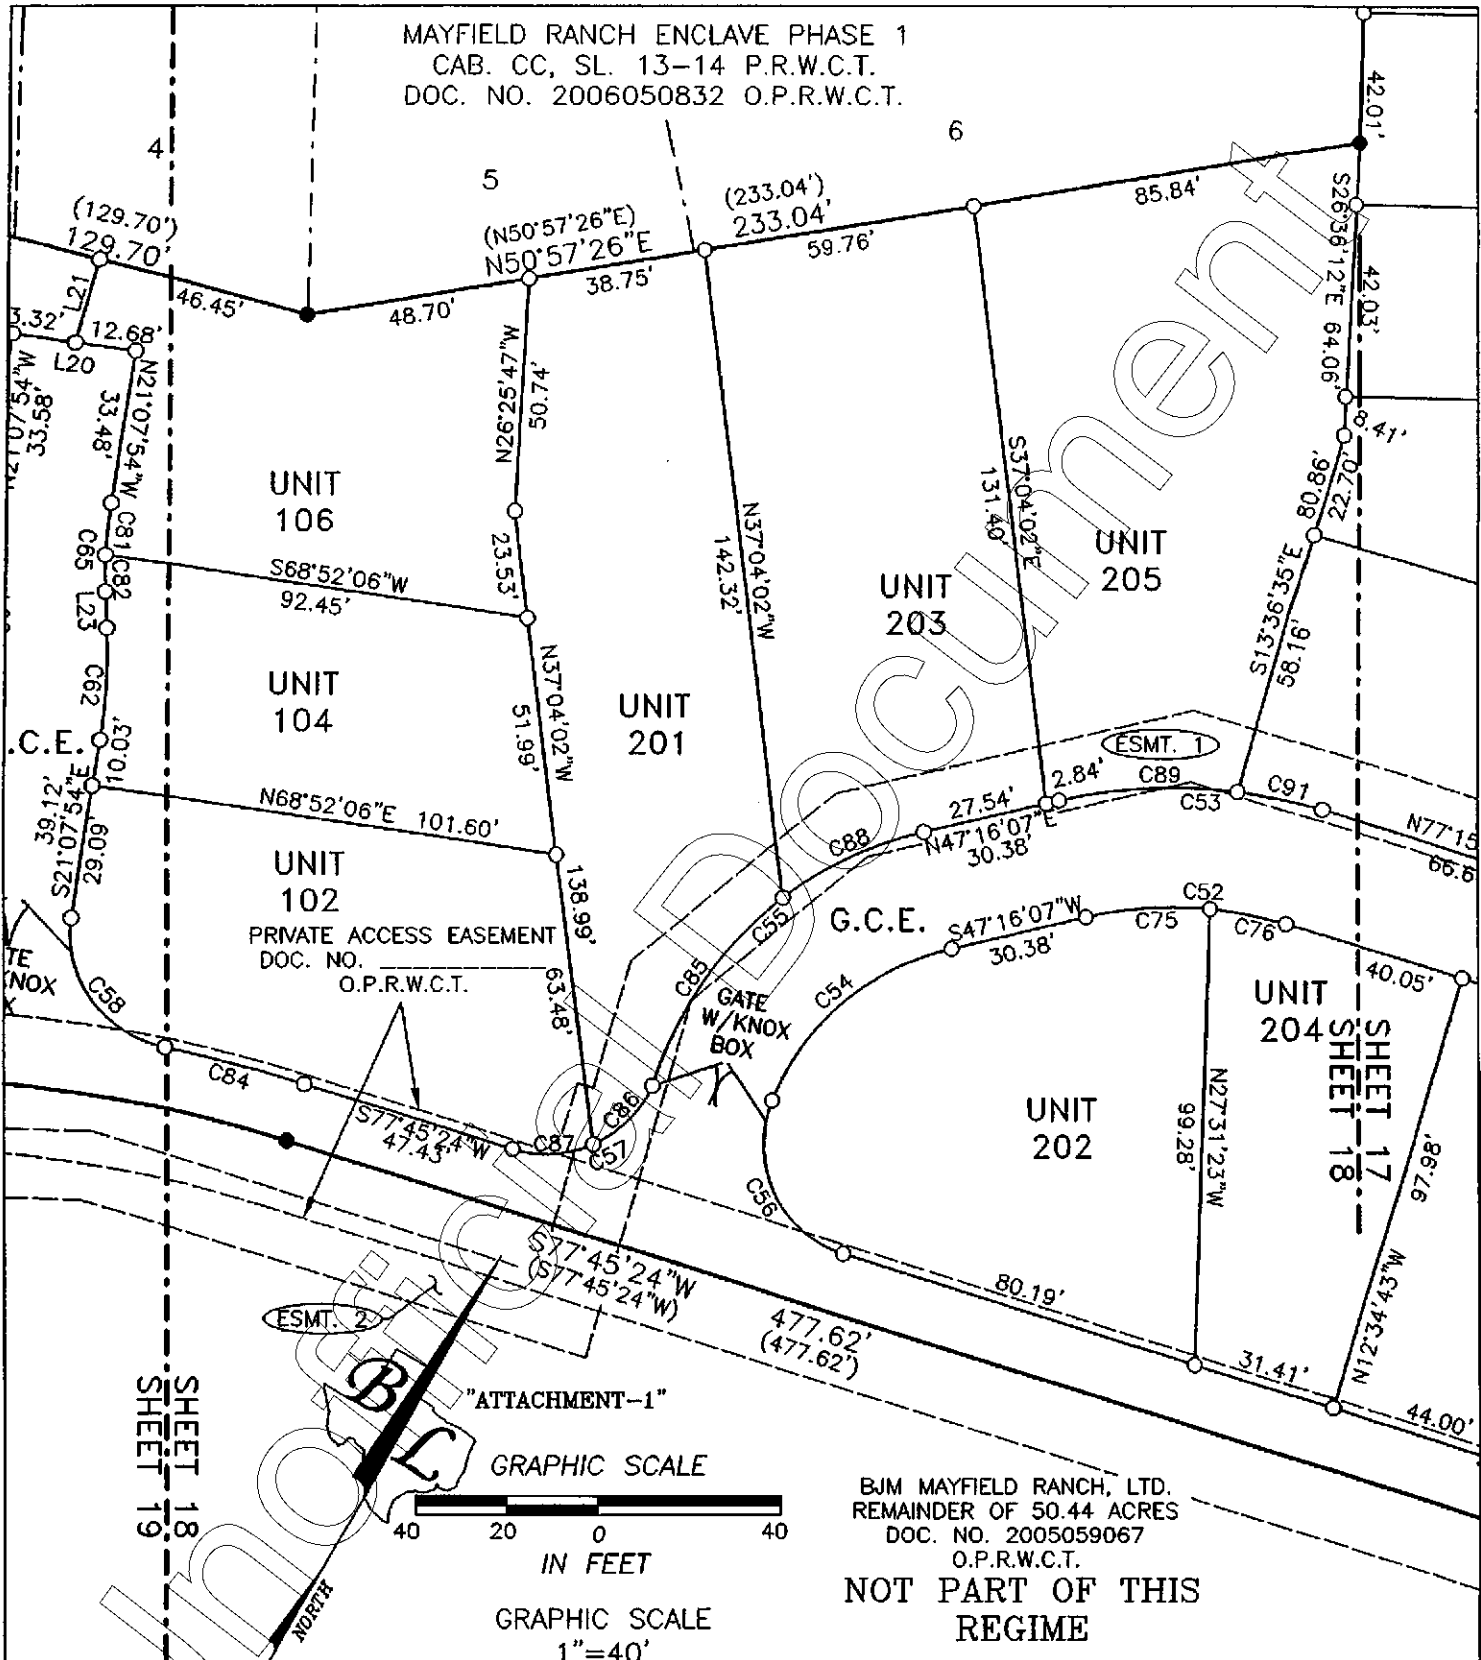 MAYFIELD RANCH ENCLAVE PHASE 1
CAB. CC, SL. 13-14 P.R.W.C.T.
DOC. NO. 2006050832 O.P.R.W.C.T.
4
5
6
42.01'
(129.70')
129.70'
46.45'
48.70'
(N50°57'26"E)
N50°57'26"E
38.75'
(233.04')
233.04'
59.76'
85.84'
S26°36'12"E 64.06'
42.03'
8.41'
80.86'
22.70'
L21
3.32'
12.68'
L20
N21°07'54"W
33.58'
N21°07'54"W
33.48'
C81
C65
C82
L23
C62
10.03'
.C.E.
S21°07'54"E
39.12'
29.09'
UNIT
106
S68°52'06"W
92.45'
N26°25'47"W
50.74'
23.53'
UNIT
104
N37°04'02"W
51.99'
N68°52'06"E 101.60'
UNIT
102
138.99'
63.48'
UNIT
201
N37°04'02"W
142.32'
UNIT
203
S37°04'02"E
131.40'
UNIT
205
S13°36'35"E
58.16'
ESMT. 1
2.84'
C89
C53
C91
N77°15
66.6
27.54'
N47°16'07"E
30.38'
C88
C55
C85
G.C.E.
S47°16'07"W
30.38'
C52
C75
C76
40.05'
C54
PRIVATE ACCESS EASEMENT
DOC. NO. ____________
O.P.R.W.C.T.
TE
KNOX
X
C58
C84
S77°45'24"W
47.43'
C87
C57
C86
GATE
W/KNOX
BOX
C56
UNIT
202
N27°31'23"W
99.28'
UNIT
204
SHEET 17
SHEET 18
97.98'
N12°34'43"W
80.19'
31.41'
44.00'
S77°45'24"W
(S77°45'24"W)
477.62'
(477.62')
ESMT. 2
B
L
"ATTACHMENT-1"
SHEET 18
SHEET 19
NORTH
GRAPHIC SCALE
40 20 0 40
IN FEET
GRAPHIC SCALE
1"=40'
BJM MAYFIELD RANCH, LTD.
REMAINDER OF 50.44 ACRES
DOC. NO. 2005059067
O.P.R.W.C.T.
NOT PART OF THIS
REGIME
Unofficial Document